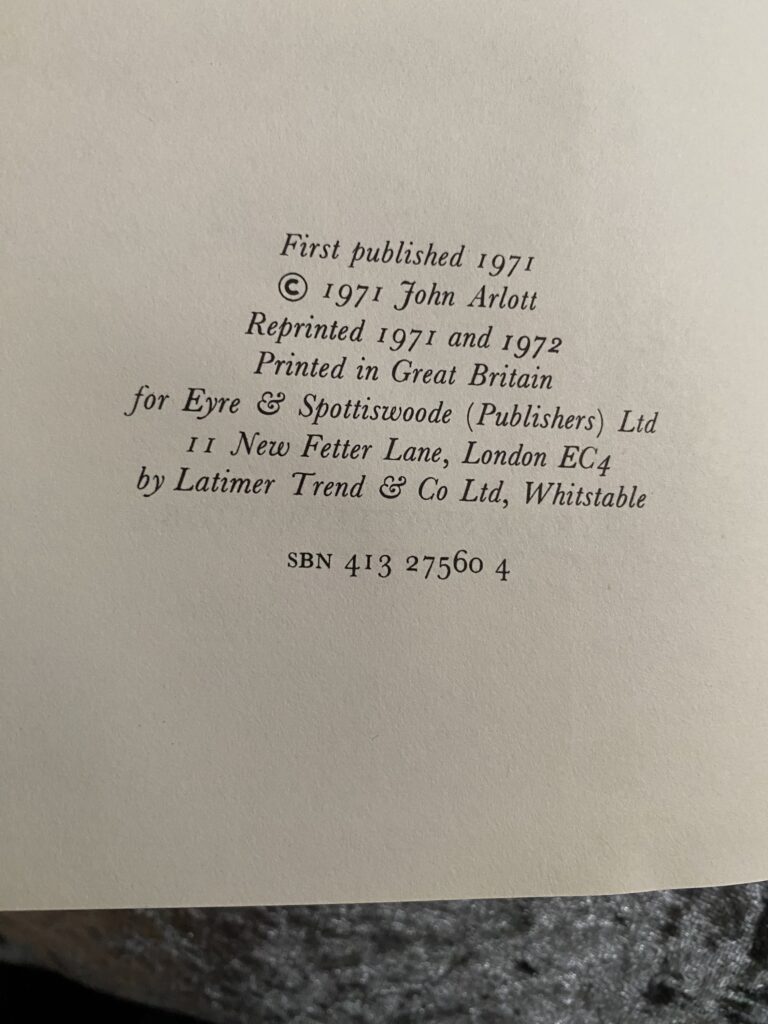 First published 1971
© 1971 John Arlott
Reprinted 1971 and 1972
Printed in Great Britain
for Eyre & Spottiswoode (Publishers) Ltd
11 New Fetter Lane, London EC4
by Latimer Trend & Co Ltd, Whitstable
SBN 413 27560 4